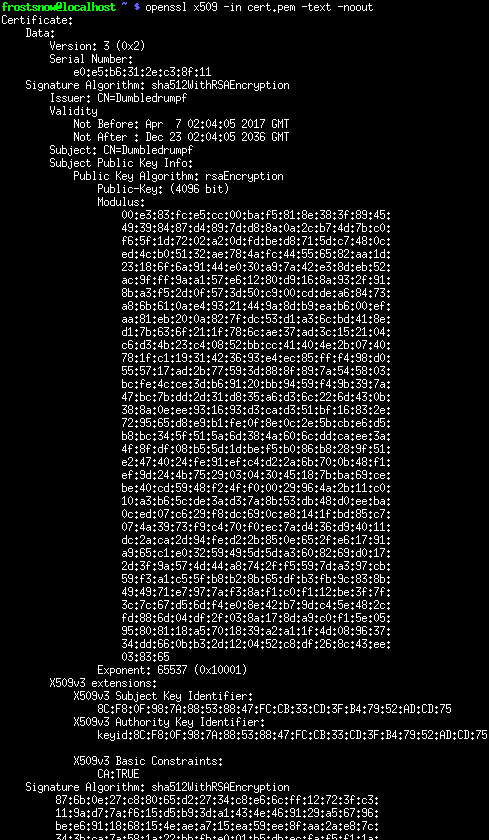 frostsnow@localhost ~ $ openssl x509 -in cert.pem -text -noout
Certificate:
Data:
Version: 3 (0x2)
Serial Number:
e0:e5:b6:31:2e:c3:8f:11
Signature Algorithm: sha512WithRSAEncryption
Issuer: CN=Dumbledrumpf
Validity
Not Before: Apr  7 02:04:05 2017 GMT
Not After : Dec 23 02:04:05 2036 GMT
Subject: CN=Dumbledrumpf
Subject Public Key Info:
Public Key Algorithm: rsaEncryption
Public-Key: (4096 bit)
Modulus:
00:e3:83:fc:e5:cc:00:ba:f5:81:8e:38:3f:89:45:
49:39:84:87:d4:89:7d:d8:8a:0a:2c:b7:4d:7b:c0:
f6:5f:1d:72:02:a2:0d:fd:be:d8:71:5d:c7:48:0c:
ed:4c:b0:51:32:ae:78:4a:fc:44:55:65:82:aa:1d:
23:18:6f:6a:91:44:e0:30:a9:7a:42:e3:8d:eb:52:
ac:9f:ff:9a:a1:57:e6:12:80:d9:16:8a:93:2f:91:
8b:a3:f5:2d:0f:57:3d:50:c9:00:cd:de:a6:84:73:
a8:6b:61:0a:e4:93:21:44:9a:8d:b9:ea:b6:00:ef:
aa:81:eb:20:0a:82:7f:dc:53:d1:a3:6c:bd:41:8e:
d1:7b:63:6f:21:1f:78:6c:ae:37:ad:3c:15:21:04:
c6:d3:4b:23:c4:08:52:bb:cc:41:40:4e:2b:07:40:
78:1f:c1:19:31:42:36:93:e4:ec:85:ff:f4:98:d0:
55:57:17:ad:2b:77:59:3d:88:8f:89:7a:54:58:03:
bc:fe:4c:ce:3d:b6:91:20:bb:94:59:f4:9b:39:7a:
47:bc:7b:dd:2d:31:d8:35:a6:d3:6c:22:6d:43:0b:
38:8a:0e:ee:93:16:93:d3:ca:d3:51:bf:16:83:2e:
72:95:65:d8:e9:b1:fe:0f:8e:0c:2e:5b:cb:e6:d5:
b8:bc:34:5f:51:5a:6d:38:4a:60:6c:dd:ca:ee:3a:
4f:8f:df:08:b5:5d:1d:be:f5:b0:86:b8:28:9f:51:
e2:47:40:24:fe:91:ef:c4:d2:2a:6b:70:0b:48:f1:
ef:9d:24:4b:75:29:03:04:30:45:18:7b:ba:69:ce:
be:40:cd:59:48:f2:4f:f0:00:29:96:4a:2b:11:c0:
10:a3:b6:5c:de:3a:d3:7a:8b:53:db:48:d0:ee:ba:
0c:ed:07:c6:29:f8:dc:69:0c:e8:14:1f:bd:85:c7:
07:4a:39:73:f9:c4:70:f0:ec:7a:d4:36:d9:40:11:
dc:2a:ca:2d:94:fe:d2:2b:85:0e:65:2f:e6:17:91:
a9:65:c1:e0:32:59:49:5d:5d:a3:60:82:69:d0:17:
2d:3f:9a:57:4d:44:a8:74:2f:f5:59:7d:a3:97:cb:
59:f3:a1:c5:5f:b8:b2:8b:65:df:b3:fb:9c:83:8b:
49:49:71:e7:97:7a:f3:8a:f1:c0:f1:12:be:3f:7f:
3c:7c:67:d5:6d:f4:e0:8e:42:b7:9d:c4:5e:48:2c:
fd:88:6d:04:df:2f:03:8a:17:8d:a9:c0:f1:5e:05:
95:80:81:18:a5:70:18:39:a2:a1:1f:4d:08:96:37:
34:dd:66:0b:b3:2d:12:04:52:c8:df:26:8c:43:ee:
03:83:65
Exponent: 65537 (0x10001)
X509v3 extensions:
X509v3 Subject Key Identifier:
8C:F8:0F:98:7A:88:53:88:47:FC:CB:33:CD:3F:B4:79:52:AD:CD:75
X509v3 Authority Key Identifier:
keyid:8C:F8:0F:98:7A:88:53:88:47:FC:CB:33:CD:3F:B4:79:52:AD:CD:75
X509v3 Basic Constraints:
CA:TRUE
Signature Algorithm: sha512WithRSAEncryption
87:6b:0e:27:c8:80:65:d2:27:34:c8:e6:6c:ff:12:72:3f:c3:
11:9a:d7:7a:f6:15:d5:b9:3d:a1:43:4e:46:91:29:a5:67:96:
be:e6:91:18:68:15:4e:ae:a7:15:ea:59:ee:8f:aa:2a:e8:7c: